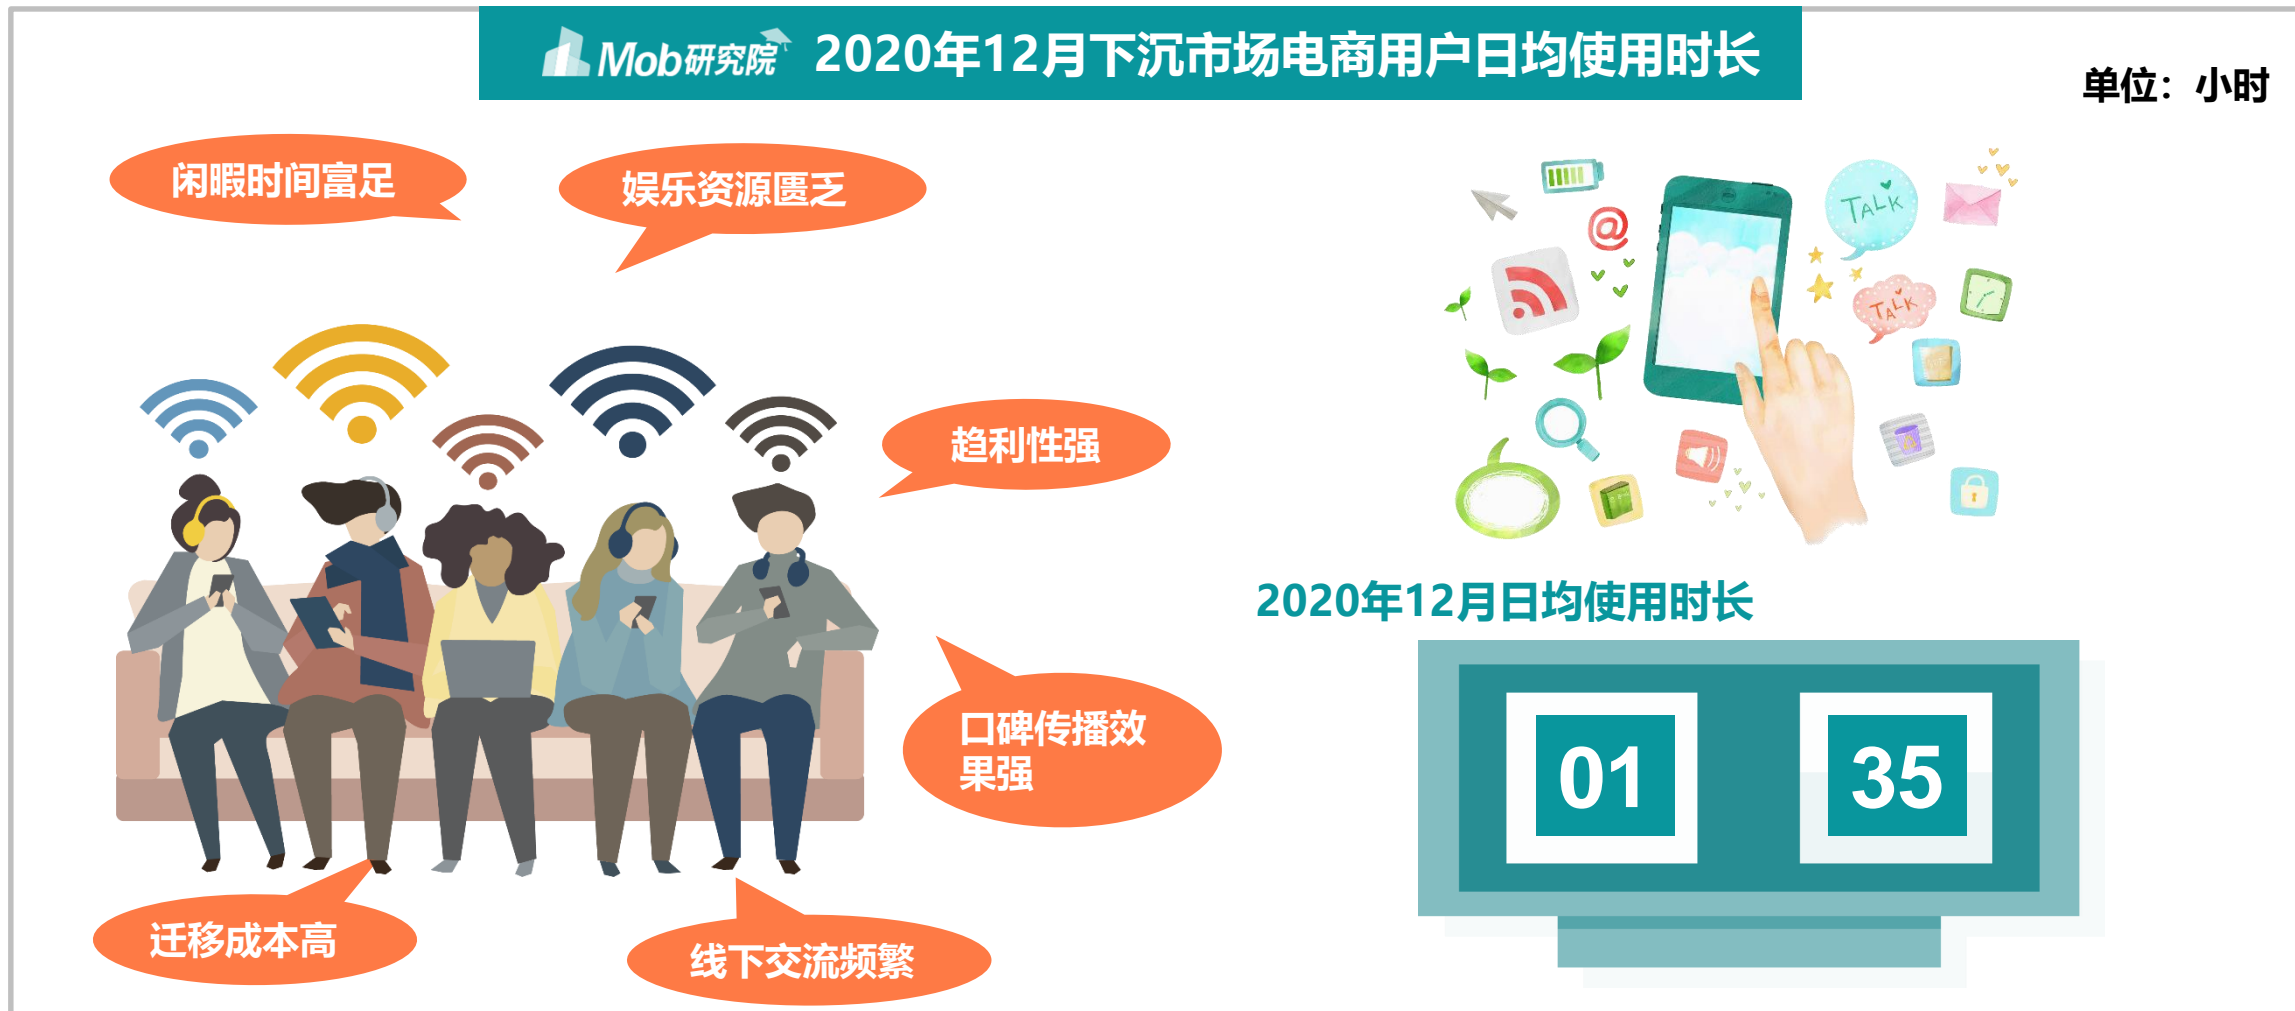 Mob研究院 2020年12月下沉市场电商用户日均使用时长
单位：小时
闲暇时间富足
娱乐资源匮乏
趋利性强
口碑传播效
果强
迁移成本高
线下交流频繁
TALK
TALK
@
2020年12月日均使用时长
01 35